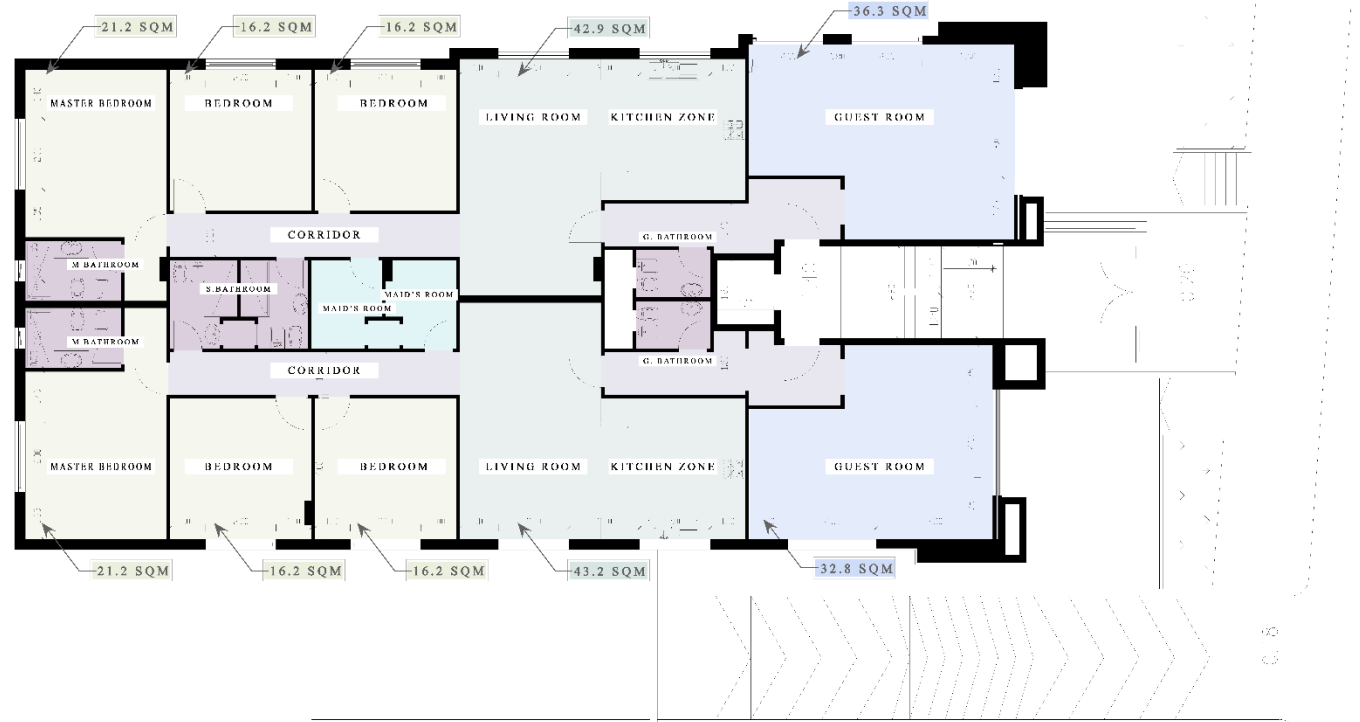 21.2 SQM
16.2 SQM
16.2 SQM
42.9 SQM
36.3 SQM
MASTER BEDROOM
BEDROOM
BEDROOM
LIVING ROOM
KITCHEN ZONE
GUEST ROOM
CORRIDOR
G. BATHROOM
M BATHROOM
S.BATHROOM
MAID'S ROOM
MAID'S ROOM
M BATHROOM
CORRIDOR
G. BATHROOM
MASTER BEDROOM
BEDROOM
BEDROOM
LIVING ROOM
KITCHEN ZONE
GUEST ROOM
21.2 SQM
16.2 SQM
16.2 SQM
43.2 SQM
32.8 SQM